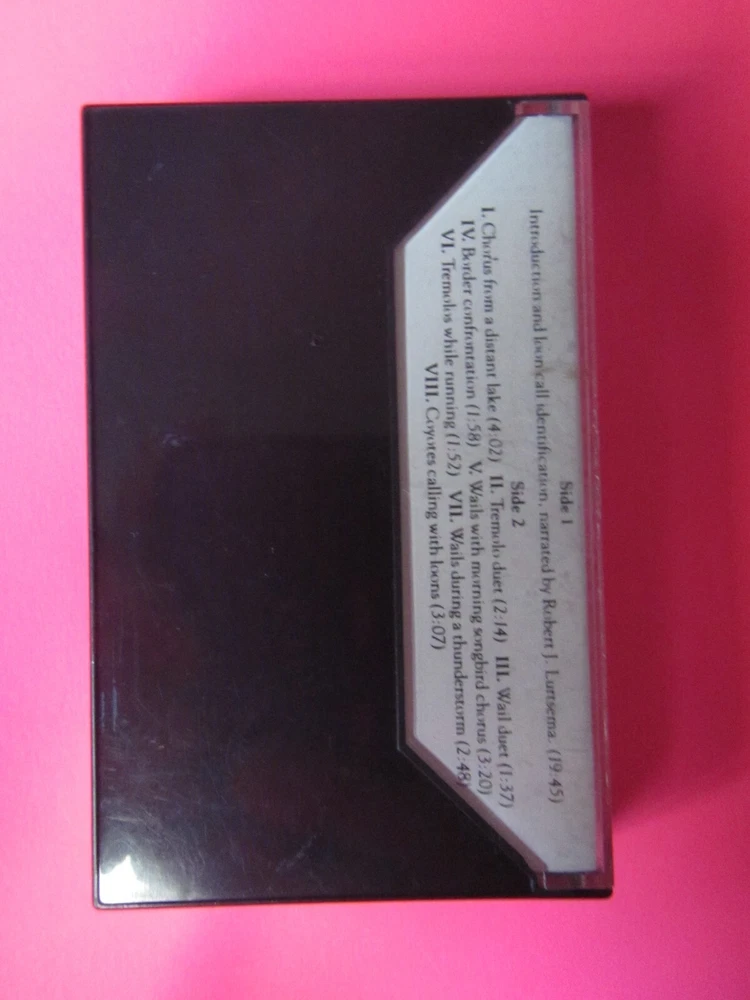 Side 1
Introduction and loon call identification, narrated by Robert J. Lurtsema. (19:45)
Side 2
I. Chorus from a distant lake (4:02) II. Tremolo duet (2:14) III. Wail duet (1:37)
IV. Border confrontation (1:58) V. Wails with morning songbird chorus (3:20)
VI. Tremolos while running (1:52) VII. Wails during a thunderstorm (2:48)
VIII. Coyotes calling with loons (3:07)